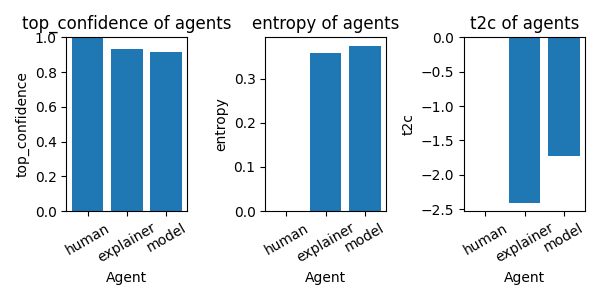 top_confidence of agents
top_confidence
1.0
0.8
0.6
0.4
0.2
0.0
human
explainer
model
Agent
entropy of agents
entropy
0.3
0.2
0.1
0.0
human
explainer
model
Agent
t2c of agents
t2c
0.0
−0.5
−1.0
−1.5
−2.0
−2.5
human
explainer
model
Agent